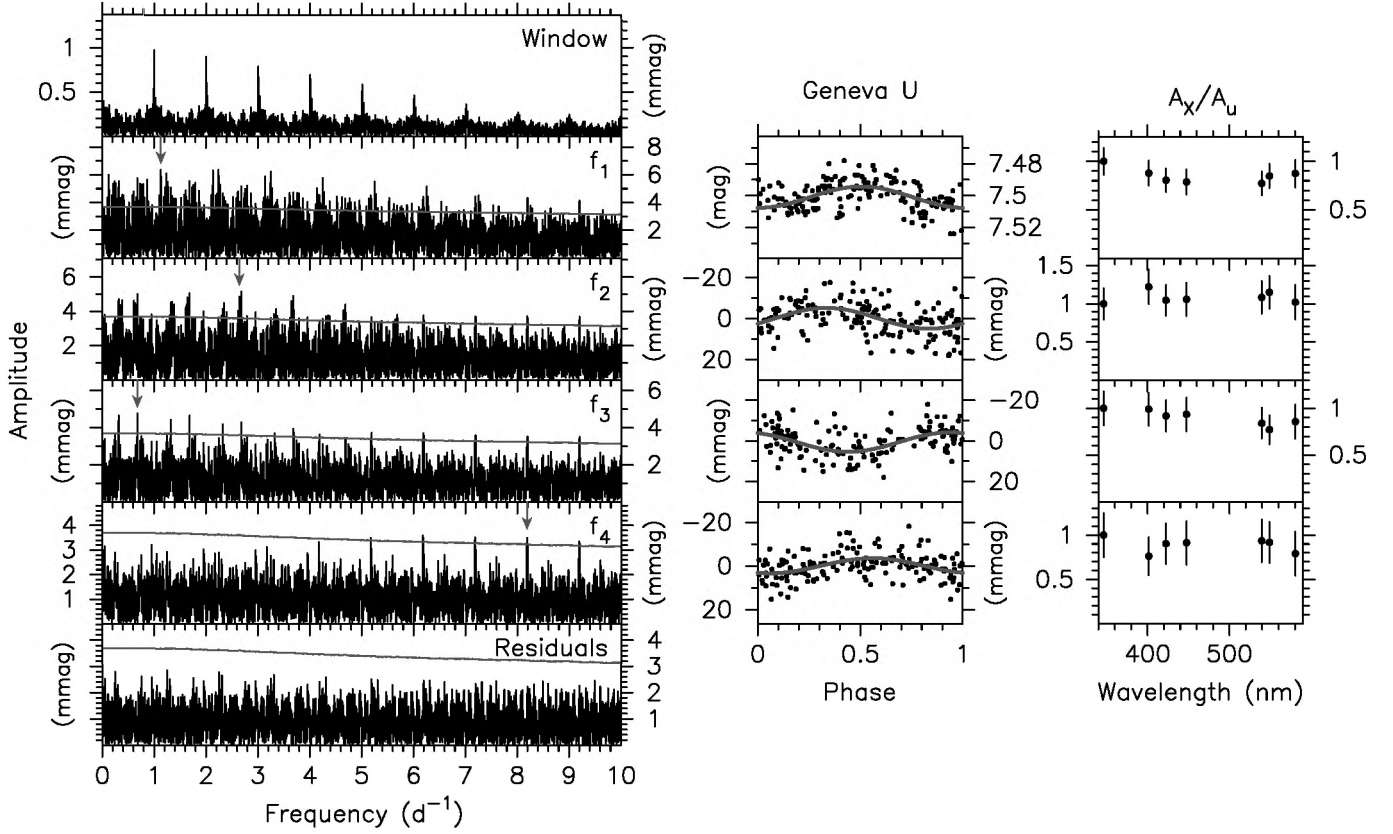 Window
1
0.5
(mmag)
f1
8
6
4
2
(mmag)
f2
6
4
2
(mmag)
f3
6
4
2
(mmag)
f4
4
3
2
1
(mmag)
Residuals
4
3
2
1
(mmag)
Amplitude
0 1 2 3 4 5 6 7 8 9 10
Frequency (d−1)
Geneva U
(mag)
7.48
7.5
7.52
−20
0
20
(mmag)
(mmag)
−20
0
20
−20
0
20
(mmag)
0 0.5 1
Phase
AX/Au
1
0.5
1.5
1
0.5
1
0.5
1
0.5
400 500
Wavelength (nm)